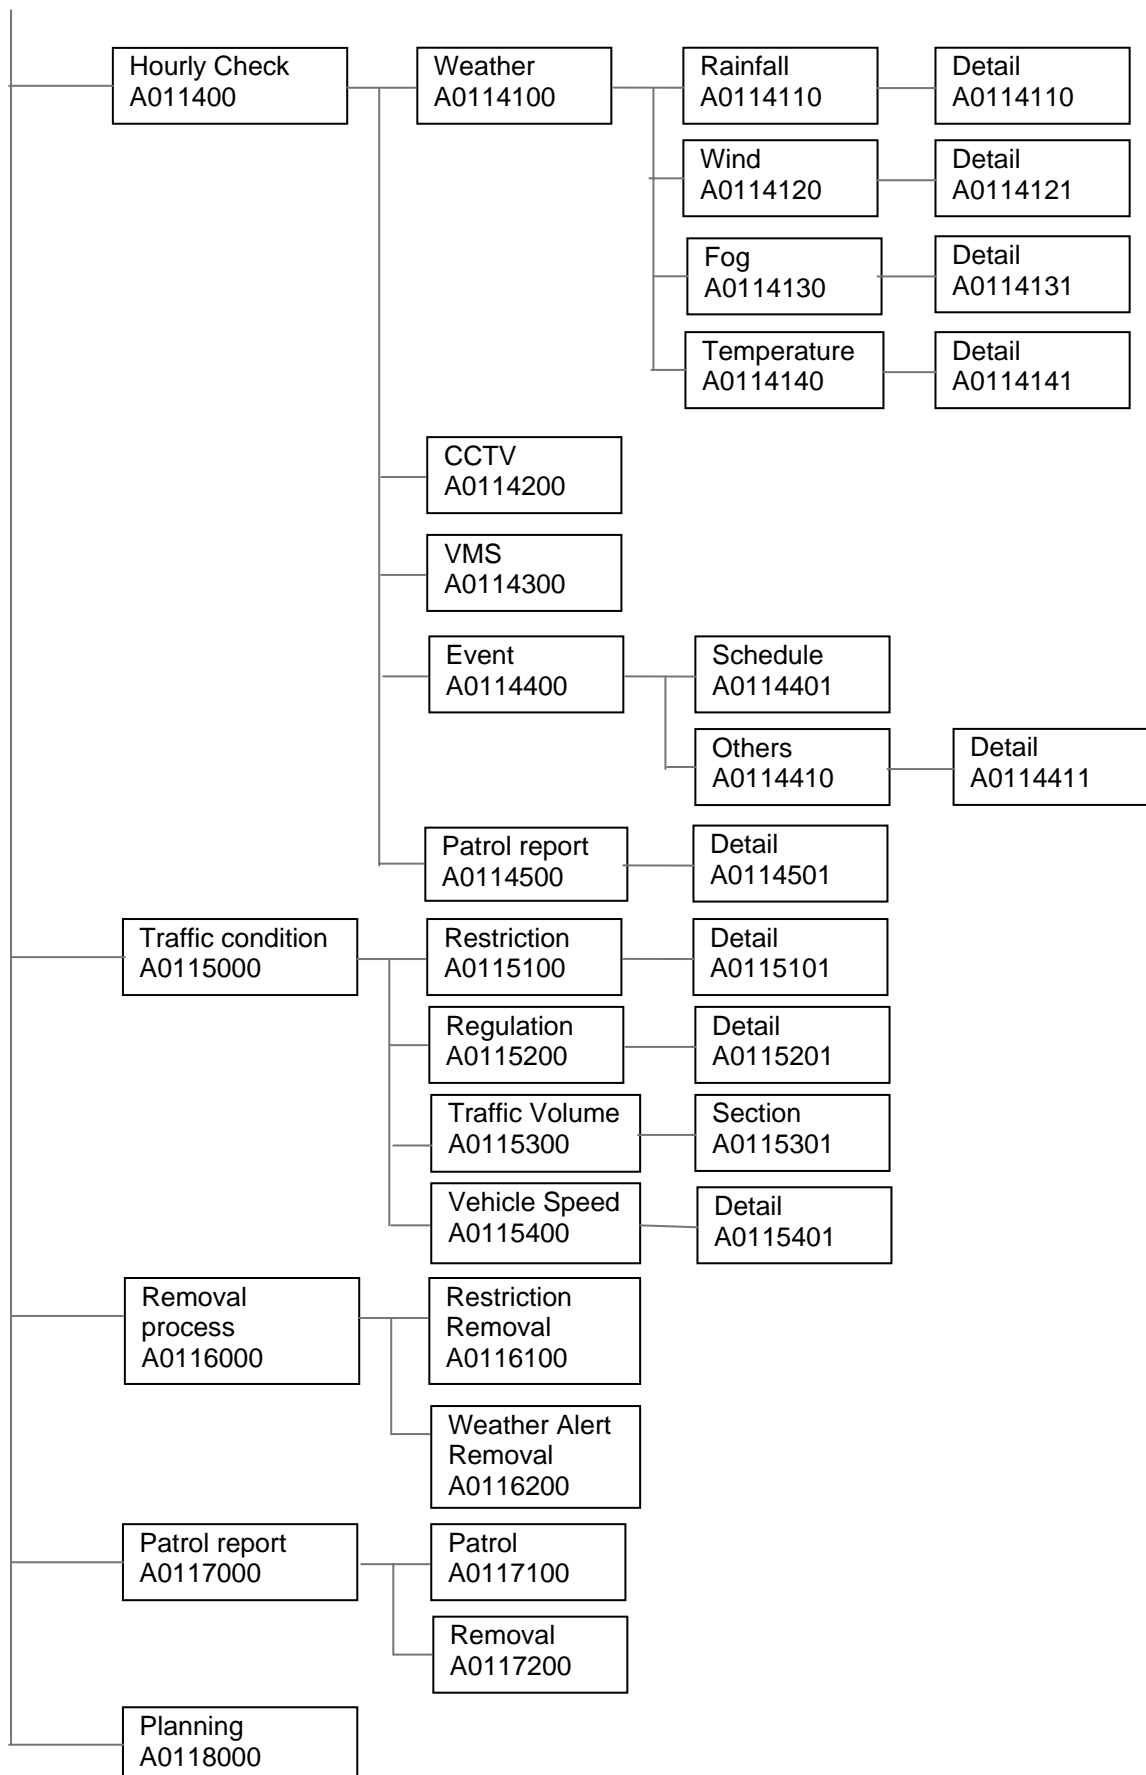 Hourly Check
A011400
Weather
A0114100
Rainfall
A0114110
Detail
A0114110
Wind
A0114120
Detail
A0114121
Fog
A0114130
Detail
A0114131
Temperature
A0114140
Detail
A0114141
CCTV
A0114200
VMS
A0114300
Event
A0114400
Schedule
A0114401
Others
A0114410
Detail
A0114411
Patrol report
A0114500
Detail
A0114501
Traffic condition
A0115000
Restriction
A0115100
Detail
A0115101
Regulation
A0115200
Detail
A0115201
Traffic Volume
A0115300
Section
A0115301
Vehicle Speed
A0115400
Detail
A0115401
Removal
process
A0116000
Restriction
Removal
A0116100
Weather Alert
Removal
A0116200
Patrol report
A0117000
Patrol
A0117100
Removal
A0117200
Planning
A0118000